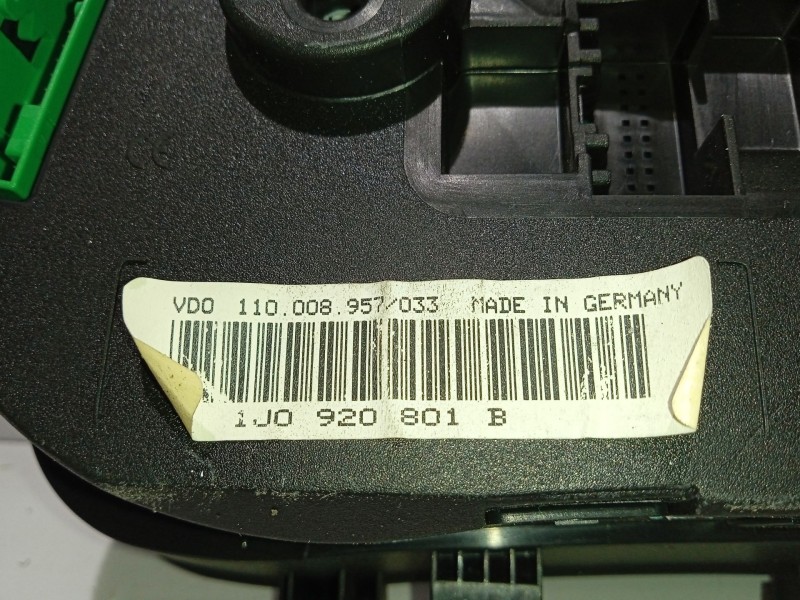 VDO 110.008.957/033 MADE IN GERMANY
1J0 920 801 B